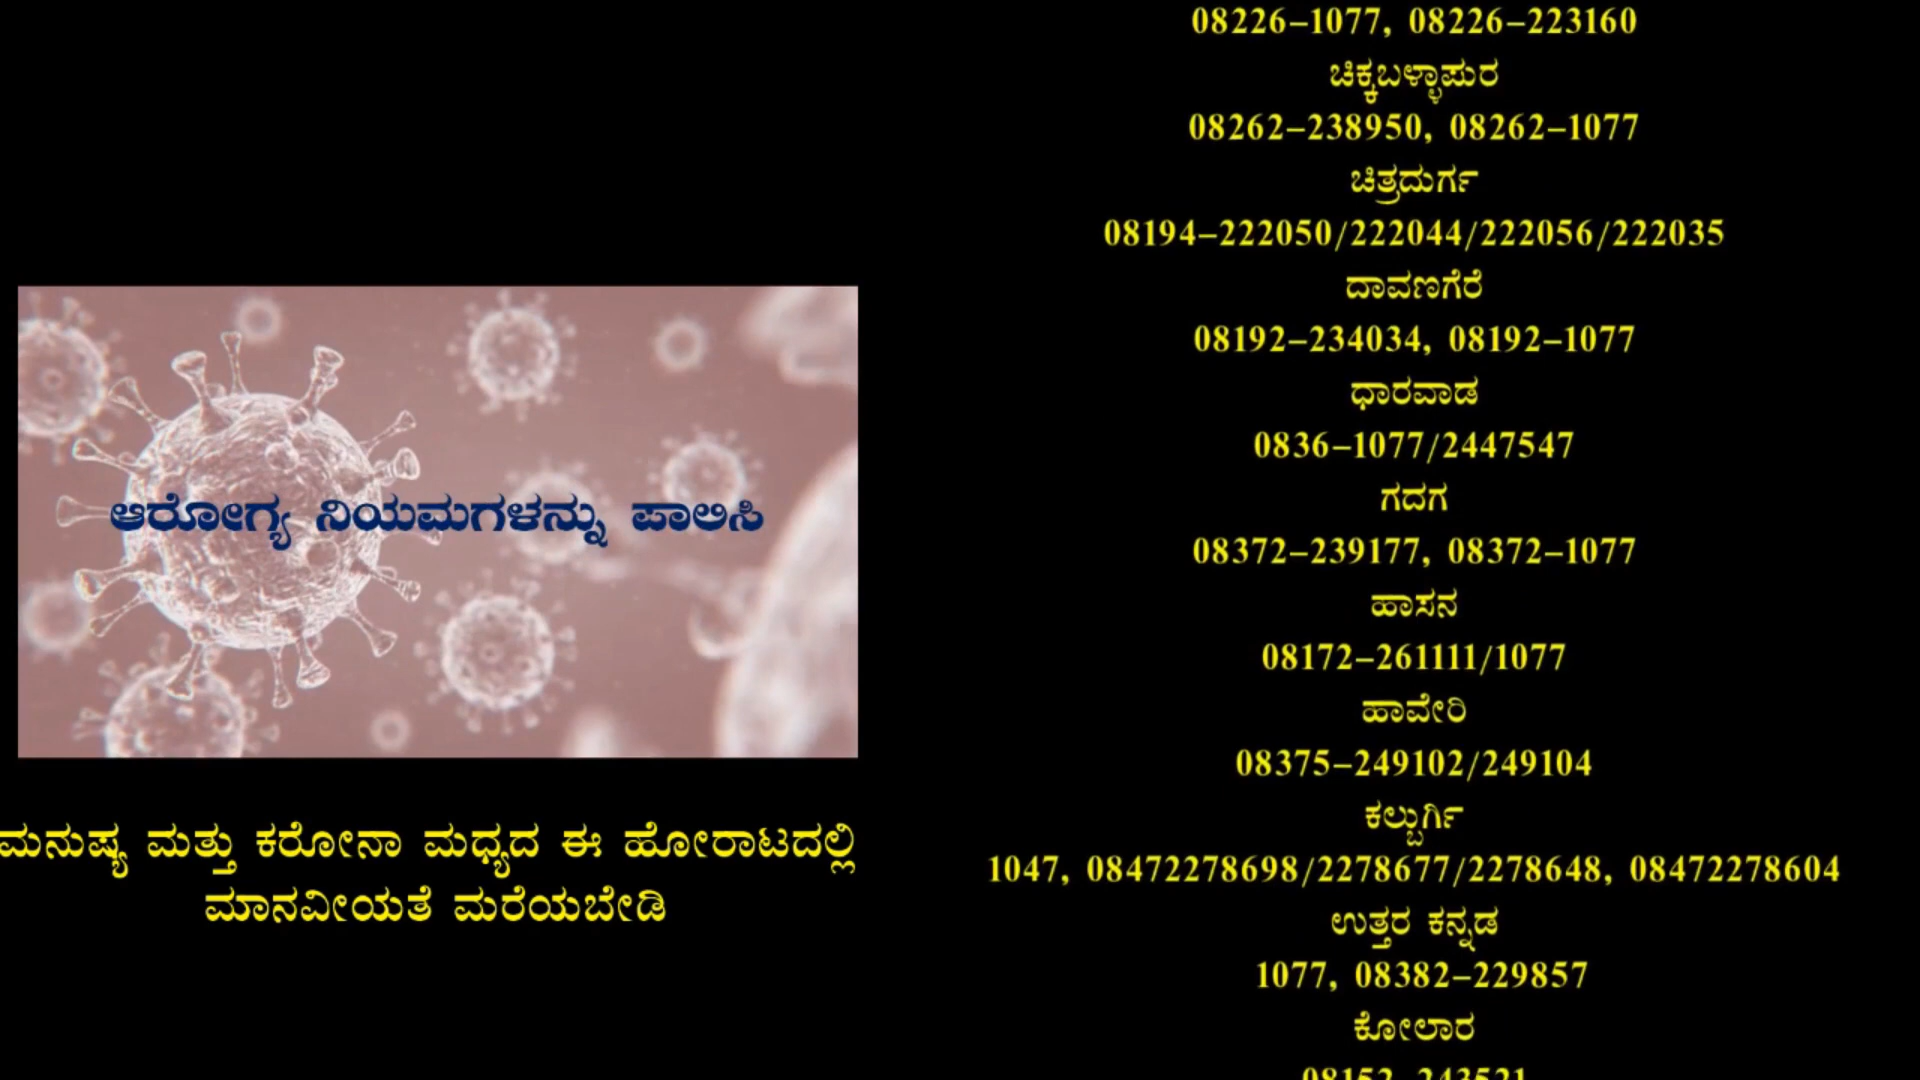 ಆರೋಗ್ಯ ನಿಯಮಗಳನ್ನು ಪಾಲಿಸಿ
ಮನುಷ್ಯ ಮತ್ತು ಕರೋನಾ ಮಧ್ಯದ ಈ ಹೋರಾಟದಲ್ಲಿ
ಮಾನವೀಯತೆ ಮರೆಯಬೇಡಿ
08226-1077, 08226-223160
ಚಿಕ್ಕಬಳ್ಳಾಪುರ
08262-238950, 08262-1077
ಚಿತ್ರದುರ್ಗ
08194-222050/222044/222056/222035
ದಾವಣಗೆರೆ
08192-234034, 08192-1077
ಧಾರವಾಡ
0836-1077/2447547
ಗದಗ
08372-239177, 08372-1077
ಹಾಸನ
08172-261111/1077
ಹಾವೇರಿ
08375-249102/249104
ಕಲ್ಬುರ್ಗಿ
1047, 08472278698/2278677/2278648, 08472278604
ಉತ್ತರ ಕನ್ನಡ
1077, 08382-229857
ಕೋಲಾರ
08152-243521